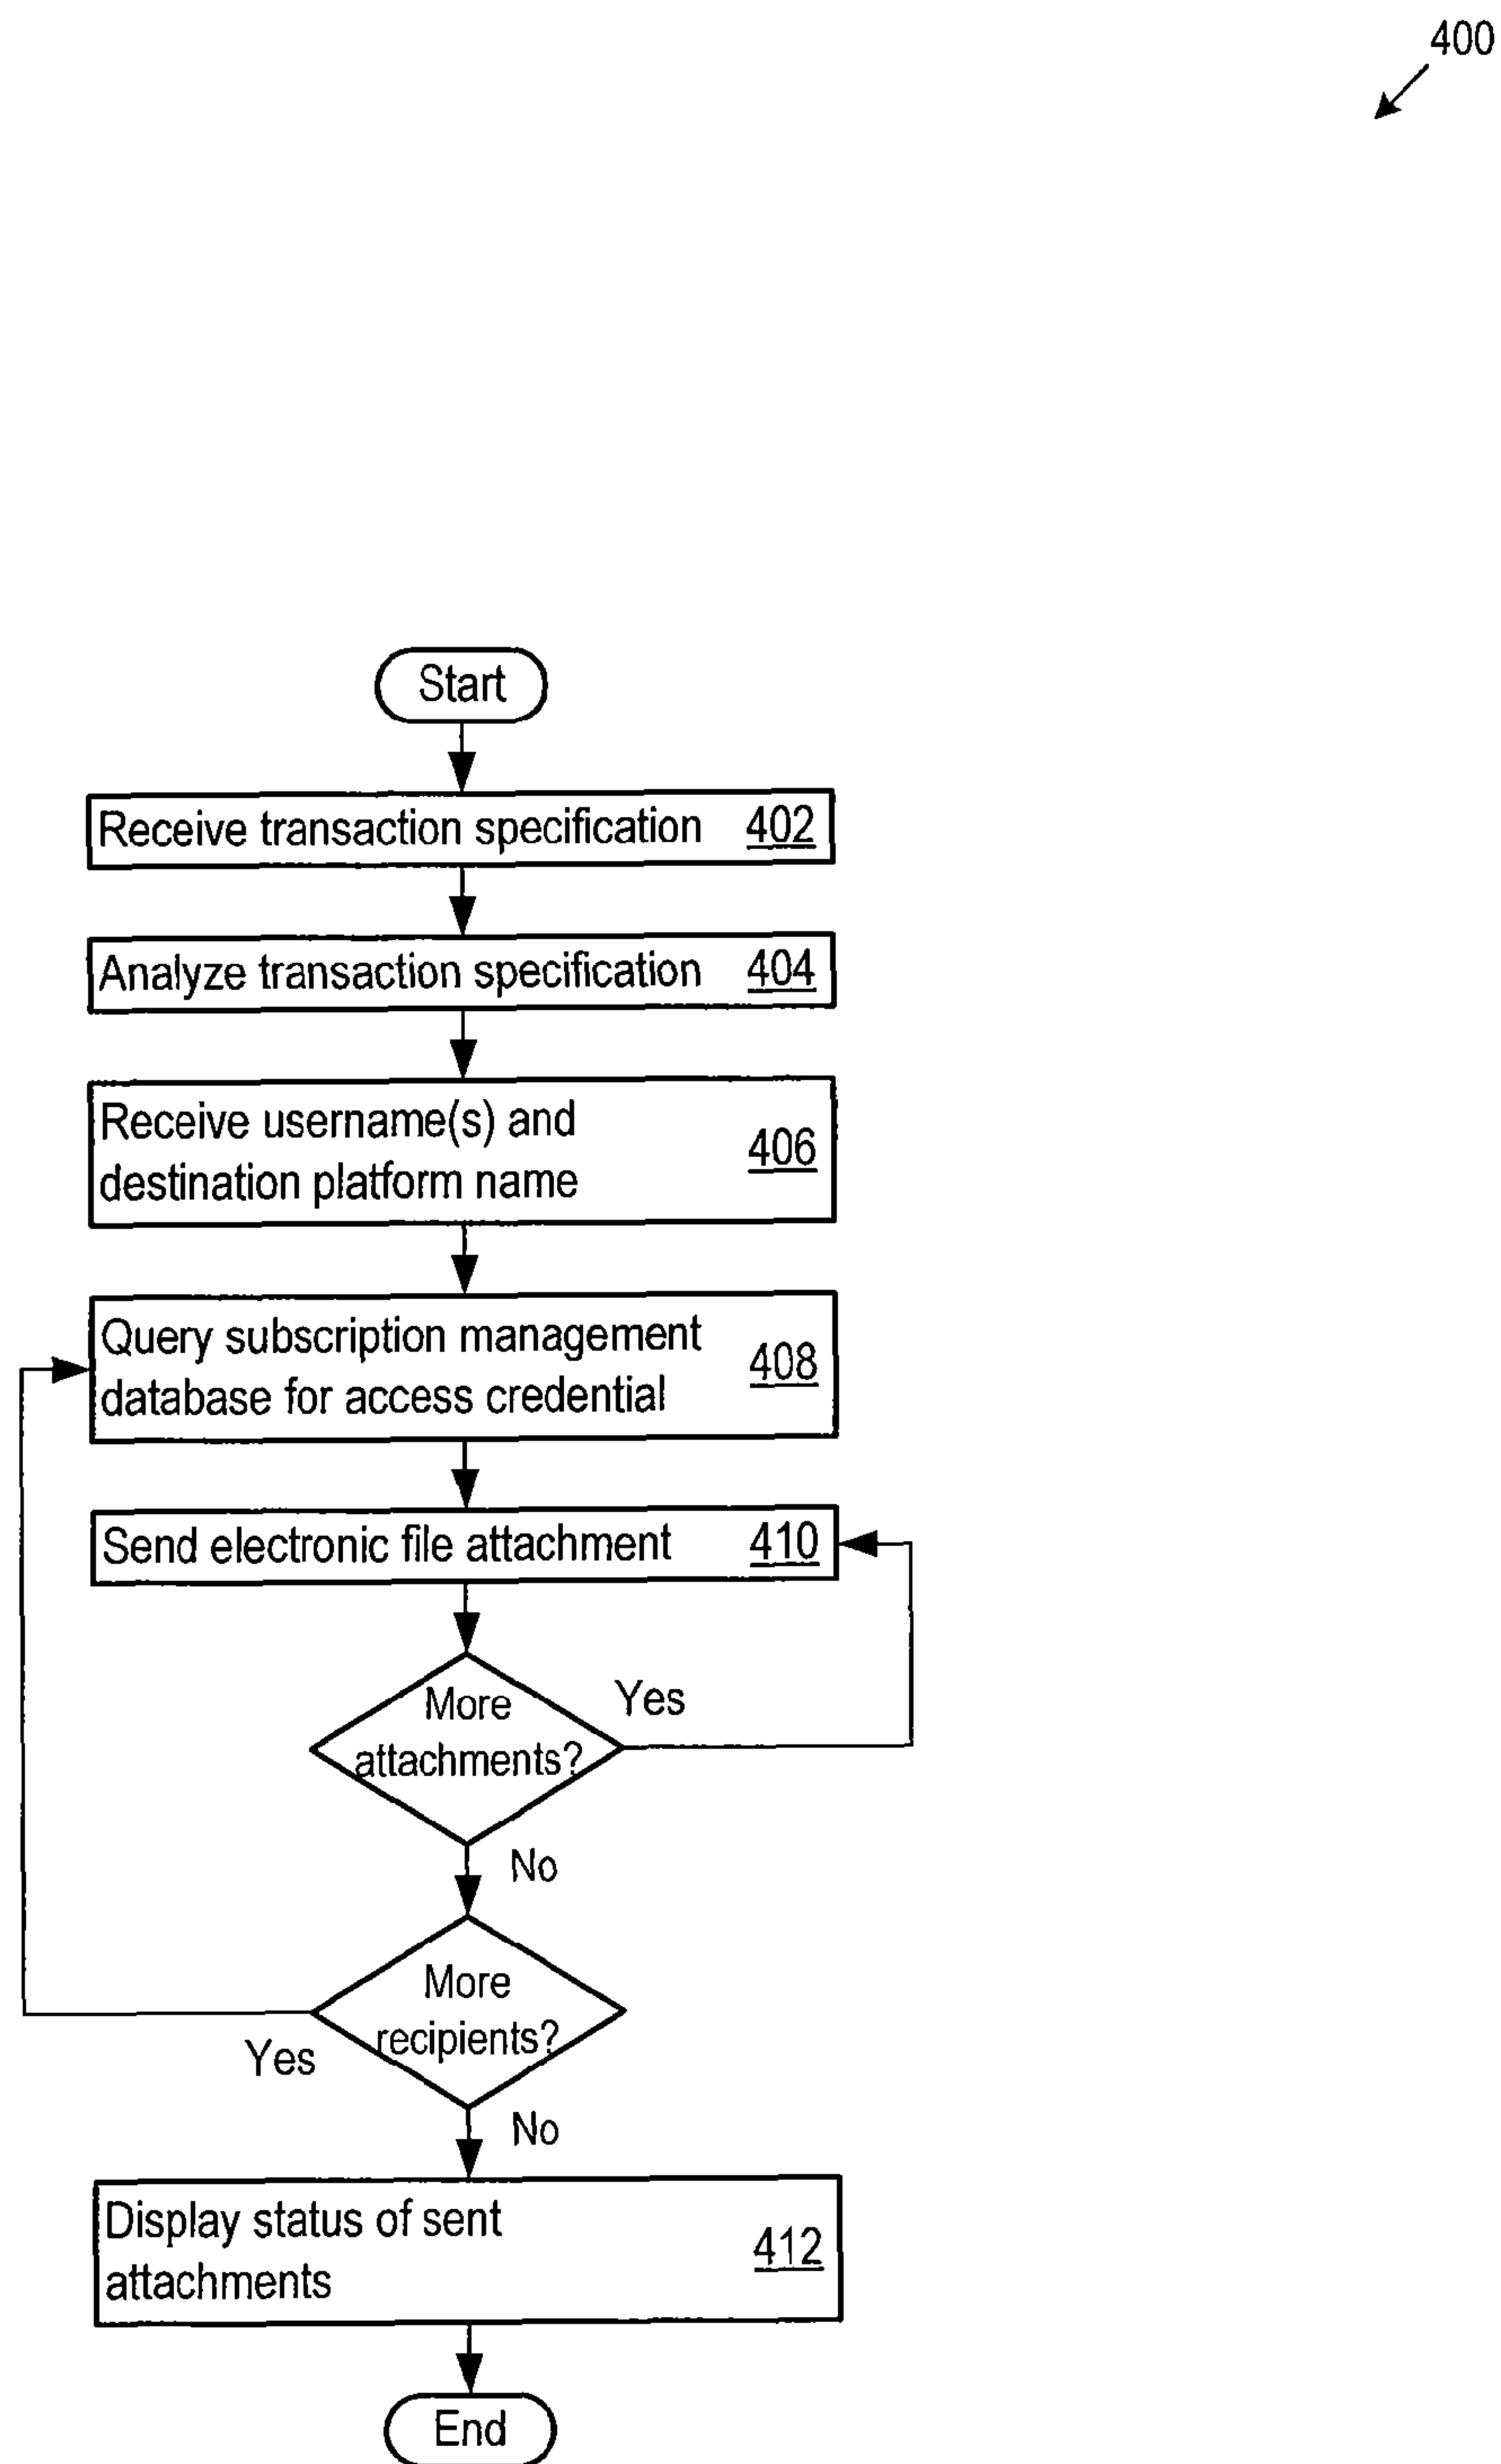 400
Start
Receive transaction specification 402
Analyze transaction specification 404
Receive username(s) and
destination platform name 406
Query subscription management
database for access credential 408
Send electronic file attachment 410
More
attachments?
Yes
No
More
recipients?
Yes
No
Display status of sent
attachments 412
End